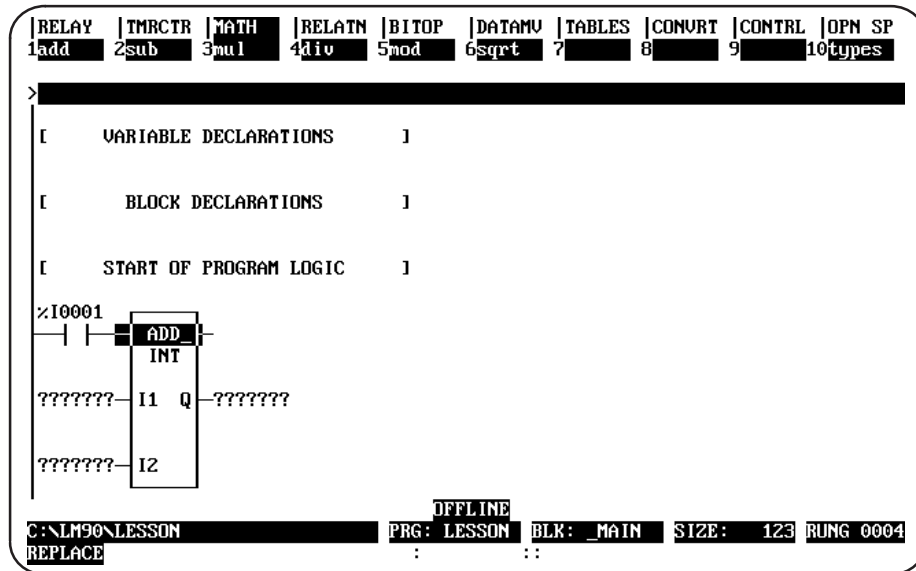 |RELAY |TMRCTR |MATH |RELATN |BITOP |DATAMV |TABLES |CONVRT |CONTRL |OPN SP
1add 2sub 3mul 4div 5mod 6sqrt 7 8 9 10types
>
[ VARIABLE DECLARATIONS ]
[ BLOCK DECLARATIONS ]
[ START OF PROGRAM LOGIC ]
%I0001
ADD_
INT
???????I1 Q???????
???????I2
OFFLINE
C:\LM90\LESSON PRG: LESSON BLK: _MAIN SIZE: 123 RUNG 0004
REPLACE : ::